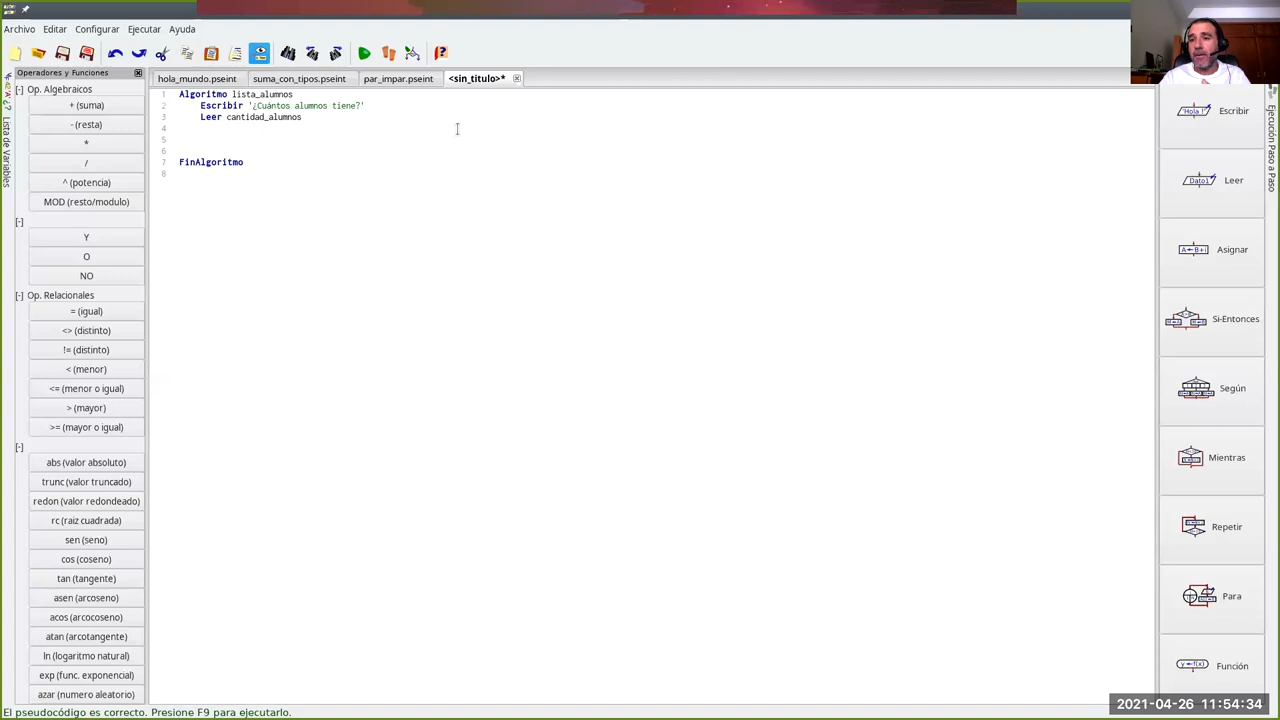 Archivo Editar Configurar Ejecutar Ayuda
Operadores y Funciones
hola_mundo.pseint suma_con_tipos.pseint par_impar.pseint <sin_titulo>*
[-] Op. Algebraicos
+ (suma)
- (resta)
*
/
^ (potencia)
MOD (resto/modulo)
[-]
Y
O
NO
[-] Op. Relacionales
= (igual)
<> (distinto)
!= (distinto)
< (menor)
<= (menor o igual)
> (mayor)
>= (mayor o igual)
[-]
abs (valor absoluto)
trunc (valor truncado)
redon (valor redondeado)
rc (raiz cuadrada)
sen (seno)
cos (coseno)
tan (tangente)
asen (arcoseno)
acos (arcocoseno)
atan (arcotangente)
ln (logaritmo natural)
exp (func. exponencial)
azar (numero aleatorio)
Lista de Variables
1 Algoritmo lista_alumnos
2 Escribir '¿Cuántos alumnos tiene?'
3 Leer cantidad_alumnos
4
5
6
7 FinAlgoritmo
8
'Hola !' Escribir
Dato1 Leer
A←B+1 Asignar
Si-Entonces
Según
Mientras
Repetir
Para
y←f(x) Función
Ejecución Paso a Paso
El pseudocódigo es correcto. Presione F9 para ejecutarlo.
2021-04-26 11:54:34